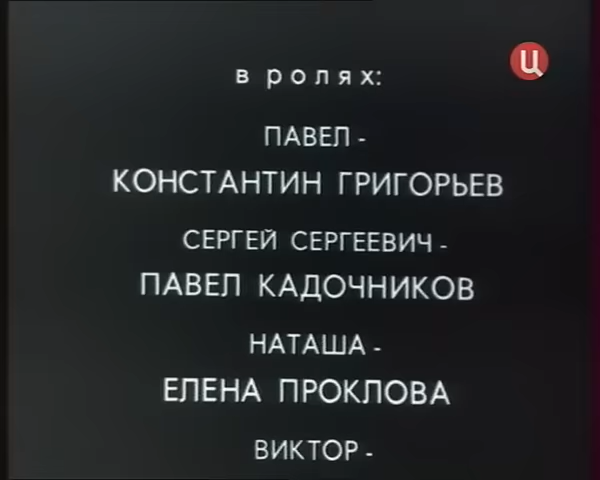 в ролях:
Ц
ПАВЕЛ -
КОНСТАНТИН ГРИГОРЬЕВ
СЕРГЕЙ СЕРГЕЕВИЧ -
ПАВЕЛ КАДОЧНИКОВ
НАТАША -
ЕЛЕНА ПРОКЛОВА
ВИКТОР -